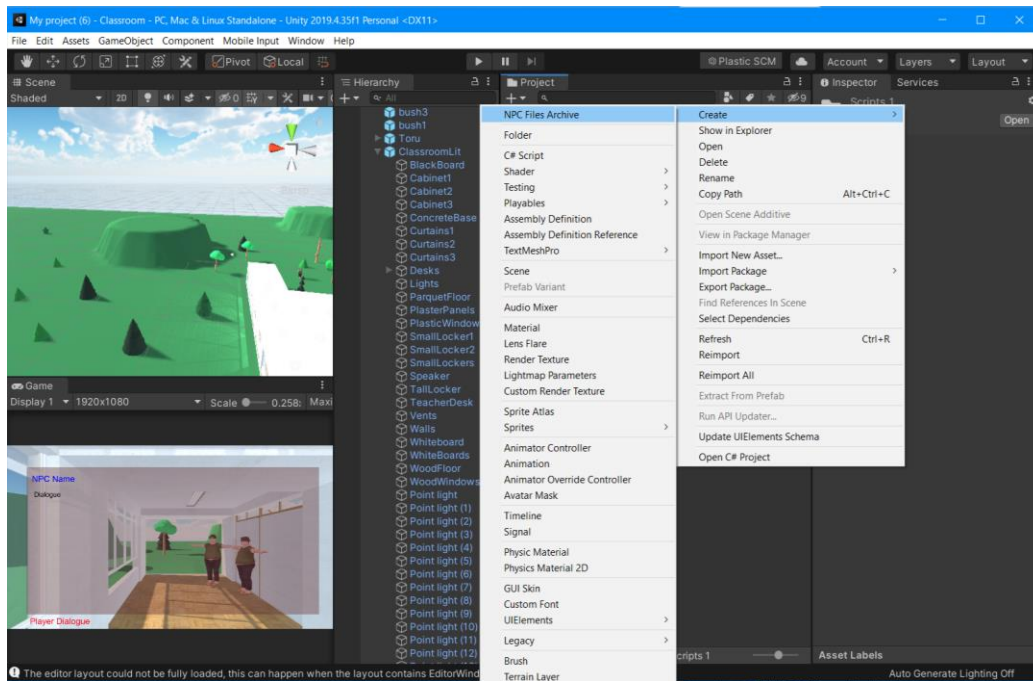 My project (6) - Classroom - PC, Mac & Linux Standalone - Unity 2019.4.35f1 Personal <DX11>
File Edit Assets GameObject Component Mobile Input Window Help
Pivot Local Plastic SCM Account Layers Layout
Scene
Shaded 2D 0
Hierarchy
All
bush3
bush1
Toru
ClassroomLit
BlackBoard
Cabinet1
Cabinet2
Cabinet3
ConcreteBase
Curtains1
Curtains2
Curtains3
Desks
Lights
ParquetFloor
PlasterPanels
PlasticWindow
SmallLocker1
SmallLocker2
SmallLockers
Speaker
TallLocker
TeacherDesk
Vents
Walls
Whiteboard
WhiteBoards
WoodFloor
WoodWindows
Point light
Point light (1)
Point light (2)
Point light (3)
Point light (4)
Point light (5)
Point light (6)
Point light (7)
Point light (8)
Point light (9)
Point light (10)
Point light (11)
Point light (12)
Project
9
NPC Files Archive
Folder
C# Script
Shader
Testing
Playables
Assembly Definition
Assembly Definition Reference
TextMeshPro
Scene
Prefab Variant
Audio Mixer
Material
Lens Flare
Render Texture
Lightmap Parameters
Custom Render Texture
Sprite Atlas
Sprites
Animator Controller
Animation
Animator Override Controller
Avatar Mask
Timeline
Signal
Physic Material
Physics Material 2D
GUI Skin
Custom Font
UIElements
Legacy
Brush
Terrain Layer
Create
Show in Explorer
Open
Delete
Rename
Copy Path Alt+Ctrl+C
Open Scene Additive
View in Package Manager
Import New Asset...
Import Package
Export Package...
Find References In Scene
Select Dependencies
Refresh Ctrl+R
Reimport
Reimport All
Extract From Prefab
Run API Updater...
Update UIElements Schema
Open C# Project
Inspector Services
Scripts 1
Open
Game
Display 1 1920x1080 Scale 0.258: Maxi
NPC Name
Dialogue
Player Dialogue
cripts 1
Asset Labels
The editor layout could not be fully loaded, this can happen when the layout contains EditorWind
Auto Generate Lighting Off